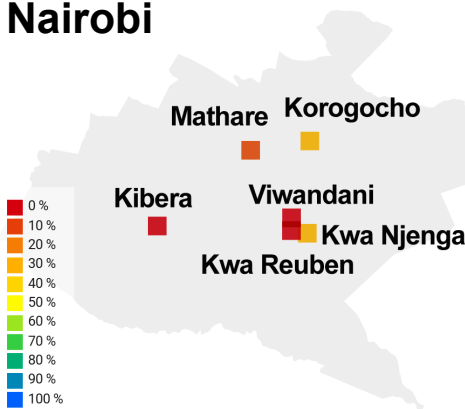 Nairobi
Mathare
Korogocho
Kibera
Viwandani
Kwa Njenga
Kwa Reuben
0 %
10 %
20 %
30 %
40 %
50 %
60 %
70 %
80 %
90 %
100 %